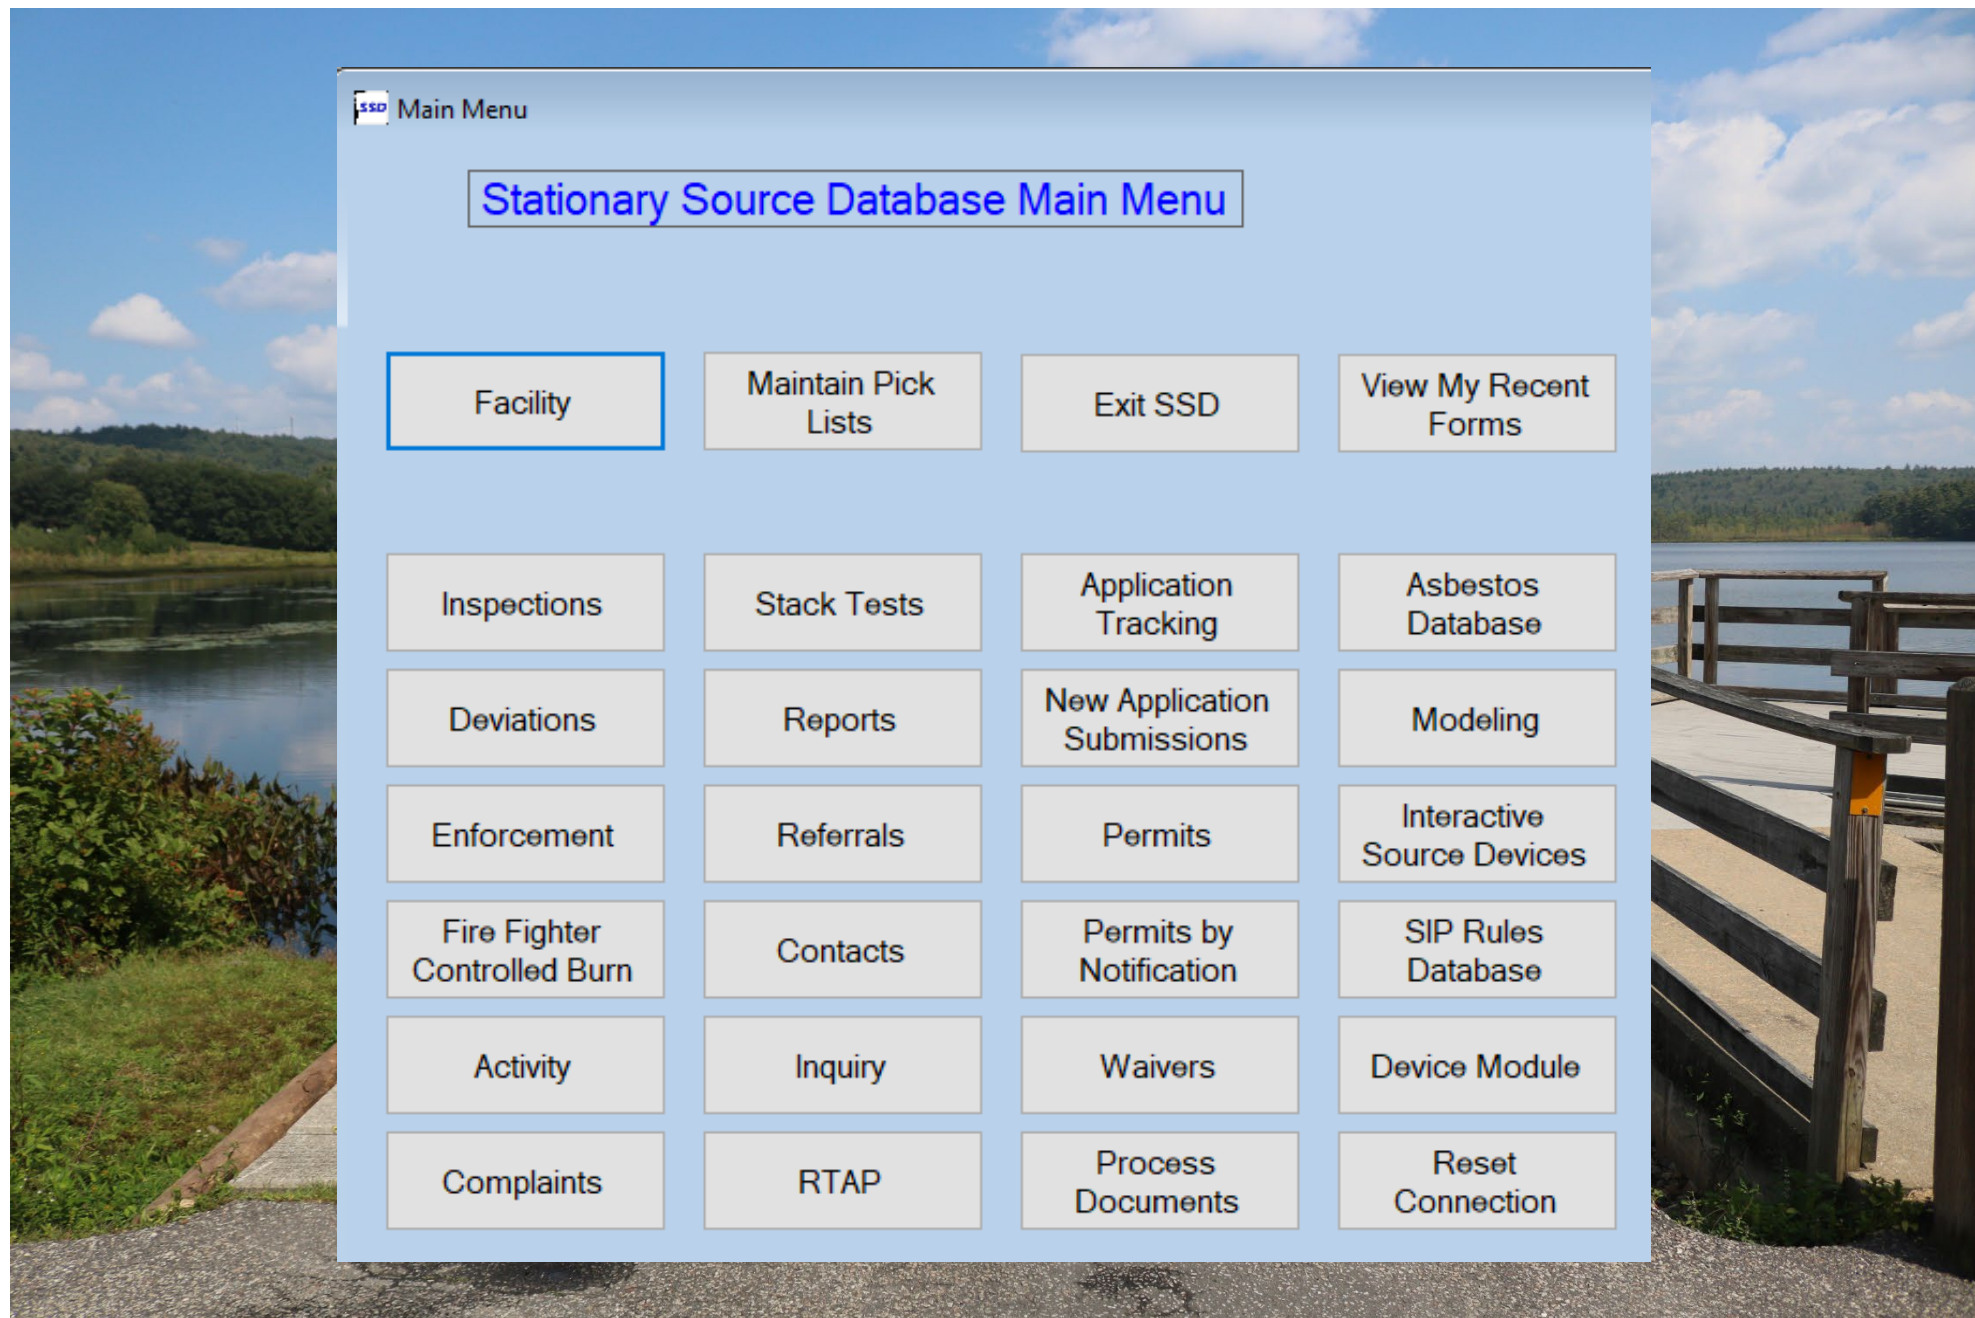 SSD Main Menu
Stationary Source Database Main Menu
Facility
Maintain Pick
Lists
Exit SSD
View My Recent
Forms
Inspections
Stack Tests
Application
Tracking
Asbestos
Database
Deviations
Reports
New Application
Submissions
Modeling
Enforcement
Referrals
Permits
Interactive
Source Devices
Fire Fighter
Controlled Burn
Contacts
Permits by
Notification
SIP Rules
Database
Activity
Inquiry
Waivers
Device Module
Complaints
RTAP
Process
Documents
Reset
Connection